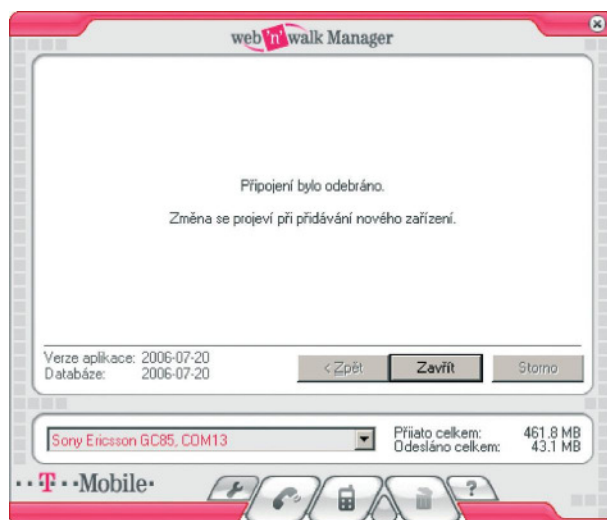 web'n'walk Manager
Připojení bylo odebráno.
Změna se projeví při přidávání nového zařízení.
Verze aplikace: 2006-07-20
Databáze: 2006-07-20
< Zpět Zavřít Storno
Sony Ericsson GC85, COM13
Přijato celkem: 461.8 MB
Odesláno celkem: 43.1 MB
··T··Mobile·
?